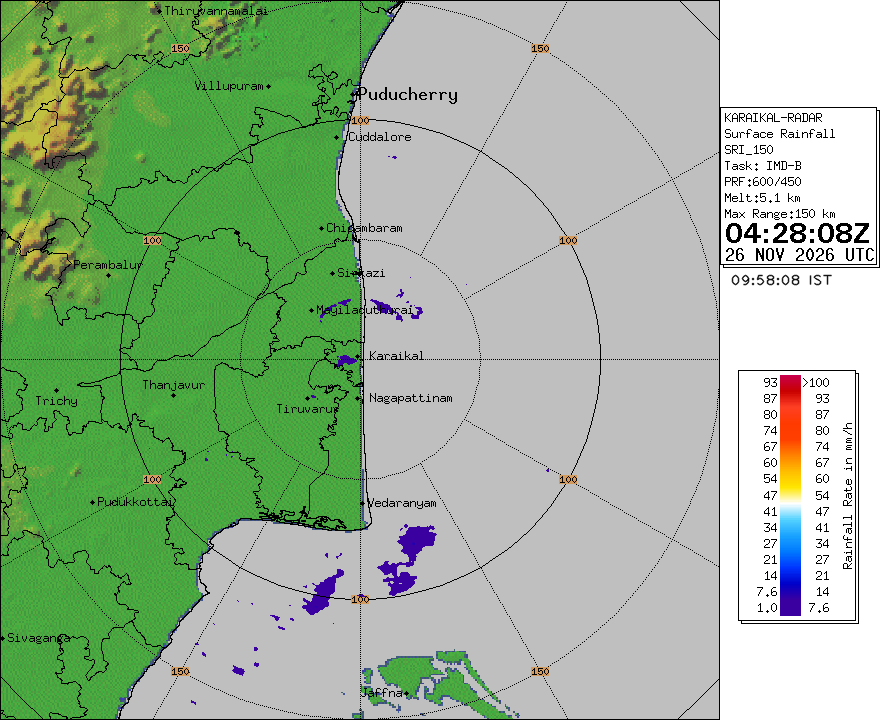 Thiruvannamalai
150
150
Villupuram
Puducherry
100
Cuddalore
Chidambaram
100
100
Perambalur
Sirkazi
Mayiladuthurai
Karaikal
Thanjavur
Trichy
Tiruvarur
Nagapattinam
100
100
Pudukkottai
Vedaranyam
100
Sivaganga
150
150
Jaffna
KARAIKAL-RADAR
Surface Rainfall
SRI_150
Task: IMD-B
PRF:600/450
Melt:5.1 km
Max Range:150 km
04:28:08Z
26 NOV 2026 UTC
09:58:08 IST
93 >100
87 93
80 87
74 80
67 74
60 67
54 60
47 54
41 47
34 41
27 34
21 27
14 21
7.6 14
1.0 7.6
Rainfall Rate in mm/h